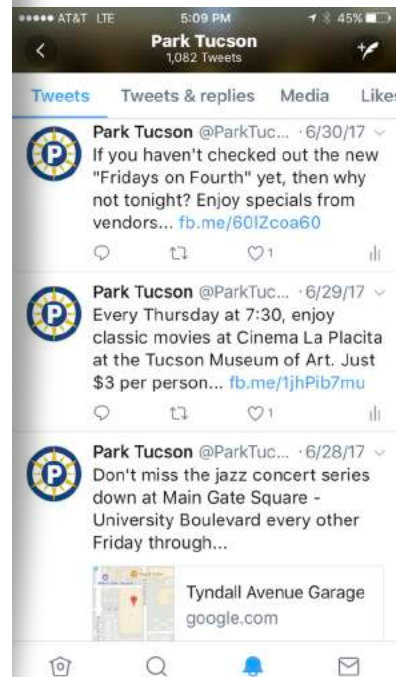 AT&T LTE 5:09 PM 45%
Park Tucson
1,082 Tweets
Tweets Tweets & replies Media Likes
Park Tucson @ParkTuc... · 6/30/17
If you haven't checked out the new
"Fridays on Fourth" yet, then why
not tonight? Enjoy specials from
vendors... fb.me/60IZcoa60
1
Park Tucson @ParkTuc... · 6/29/17
Every Thursday at 7:30, enjoy
classic movies at Cinema La Placita
at the Tucson Museum of Art. Just
$3 per person... fb.me/1jhPib7mu
1
Park Tucson @ParkTuc... · 6/28/17
Don't miss the jazz concert series
down at Main Gate Square -
University Boulevard every other
Friday through...
Tyndall Avenue Garage
google.com